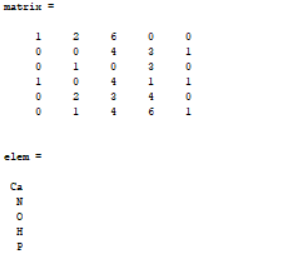 matrix =
1 2 6 0 0
0 0 4 3 1
0 1 0 3 0
1 0 4 1 1
0 2 3 4 0
0 1 4 6 1
elem =
Ca
N
O
H
P